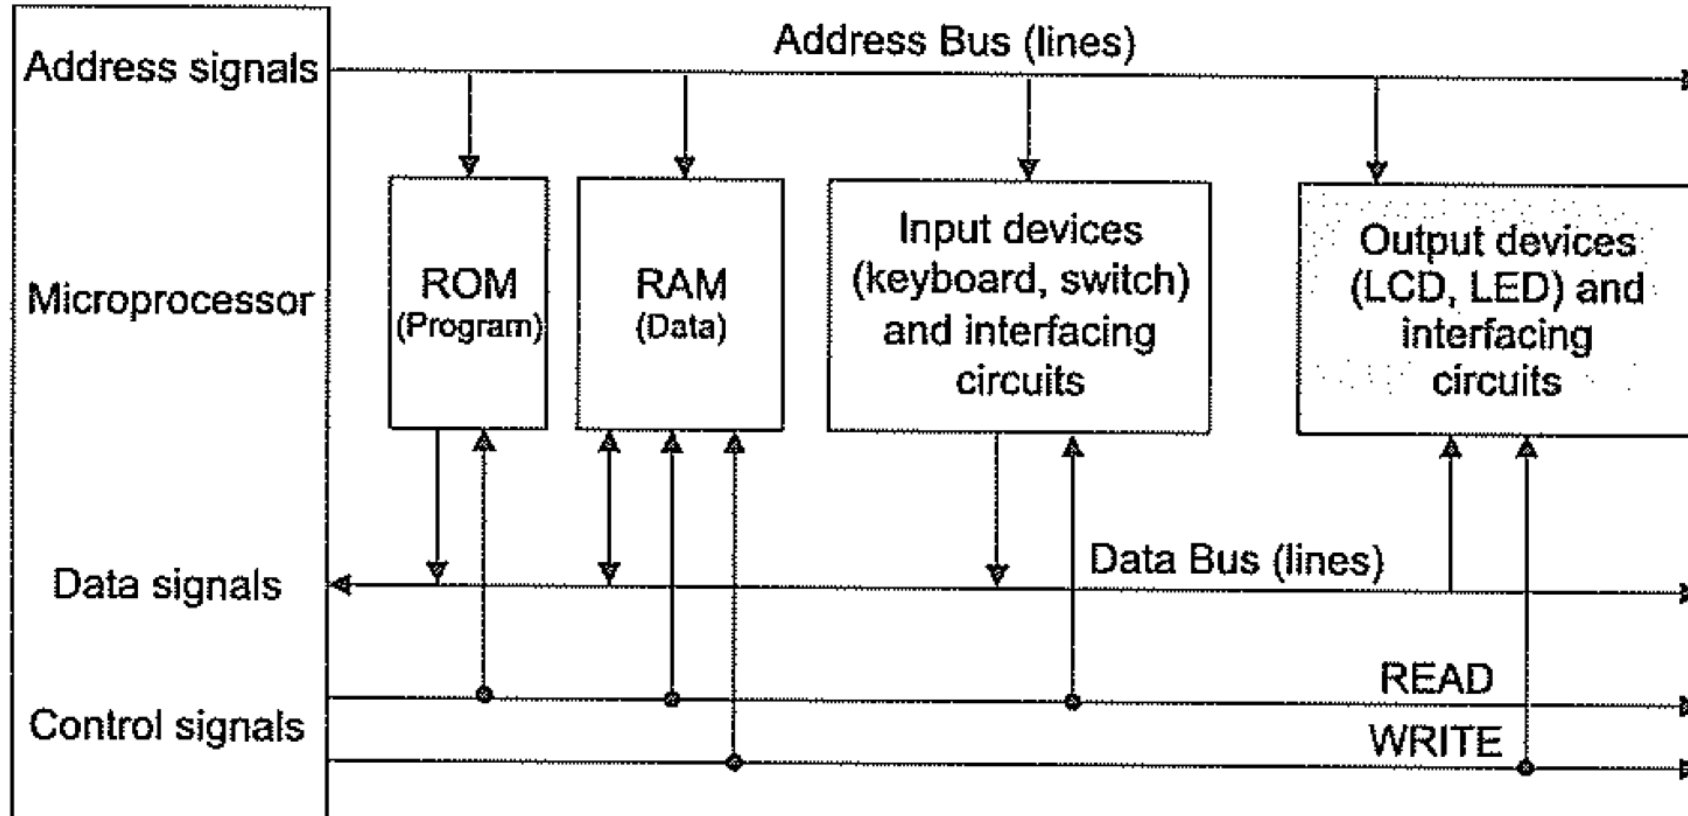 Address Bus (lines)
Address signals
Microprocessor
ROM
(Program)
RAM
(Data)
Input devices
(keyboard, switch)
and interfacing
circuits
Output devices
(LCD, LED) and
interfacing
circuits
Data signals
Data Bus (lines)
Control signals
READ
WRITE